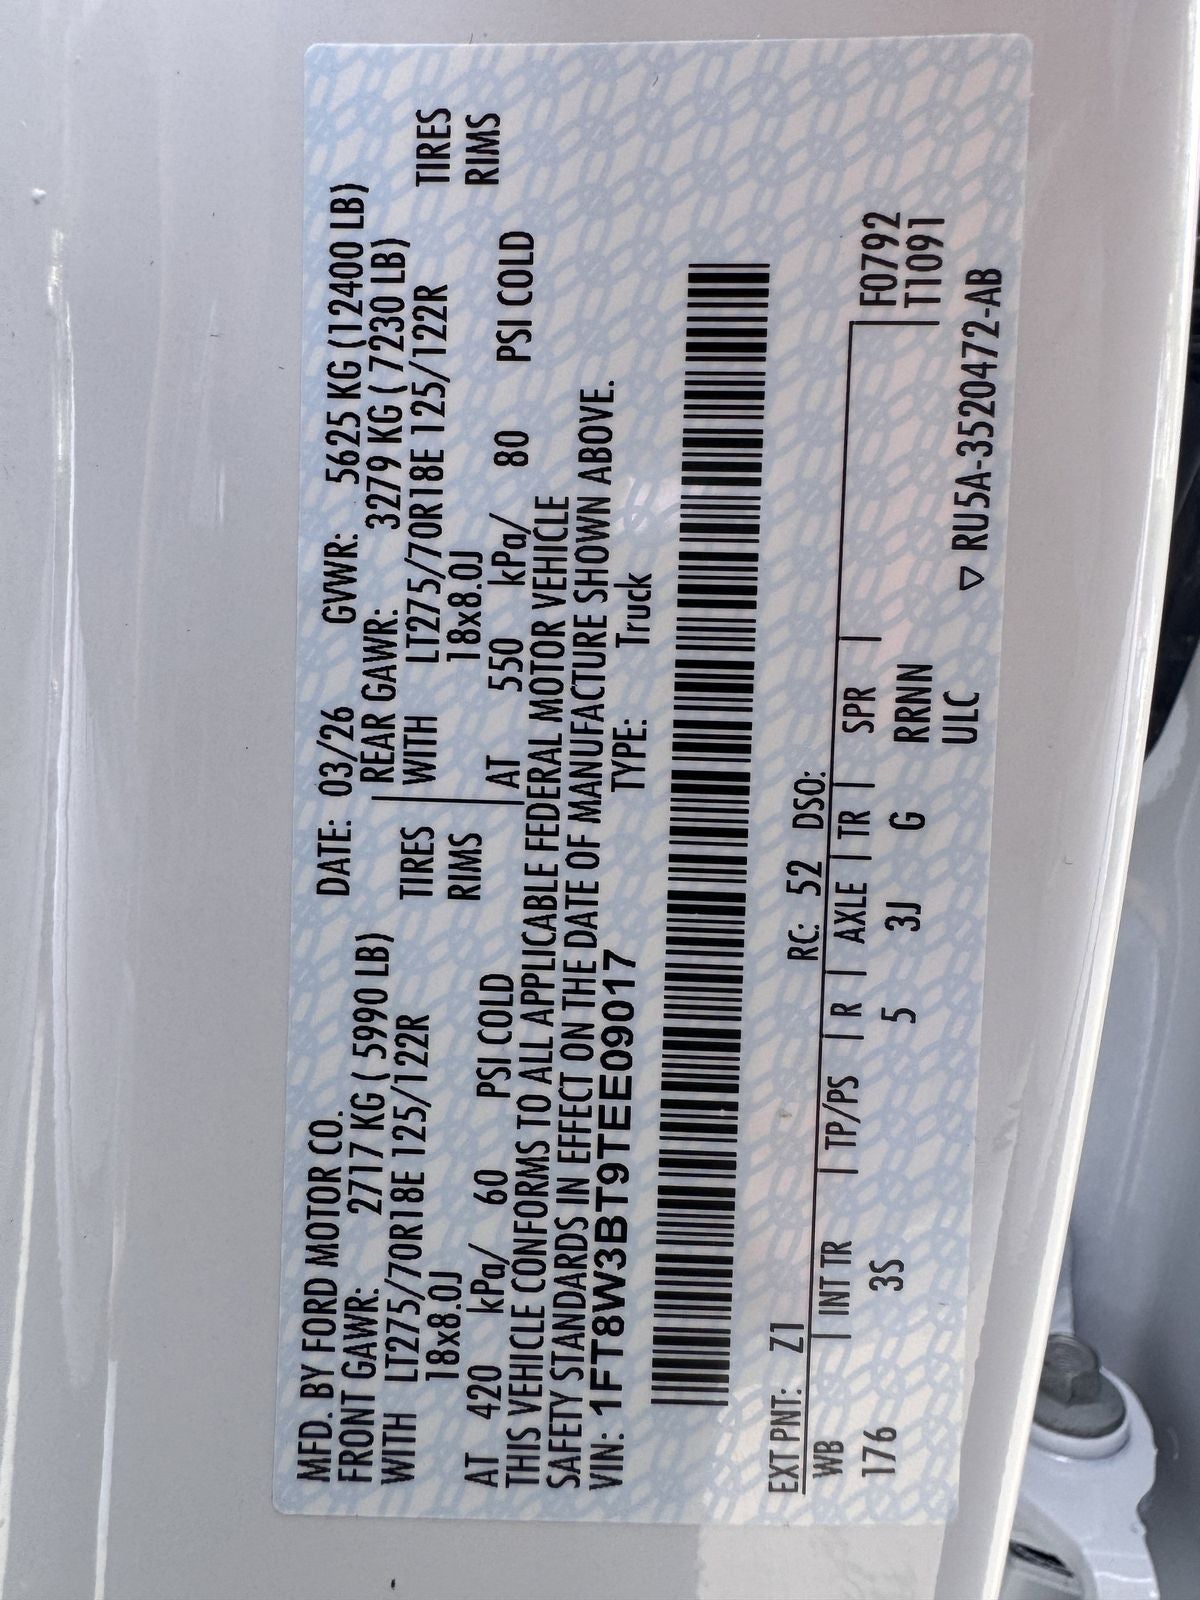 MFD. BY FORD MOTOR CO. DATE: 03/26 GVWR: 5625 KG (12400 LB)
FRONT GAWR: 2717 KG ( 5990 LB) REAR GAWR: 3279 KG ( 7230 LB)
WITH LT275/70R18E 125/122R TIRES WITH LT275/70R18E 125/122R TIRES
18x8.0J RIMS 18x8.0J RIMS
AT 420 kPa/ 60 PSI COLD AT 550 kPa/ 80 PSI COLD
THIS VEHICLE CONFORMS TO ALL APPLICABLE FEDERAL MOTOR VEHICLE
SAFETY STANDARDS IN EFFECT ON THE DATE OF MANUFACTURE SHOWN ABOVE.
VIN: 1FT8W3BT9TEE09017 TYPE: Truck
EXT PNT: Z1 RC: 52 DSO:
WB | INT TR | TP/PS | R | AXLE | TR | SPR | F0792
176 3S 5 3J G RRNN T1091
ULC
▽ RU5A-3520472-AB